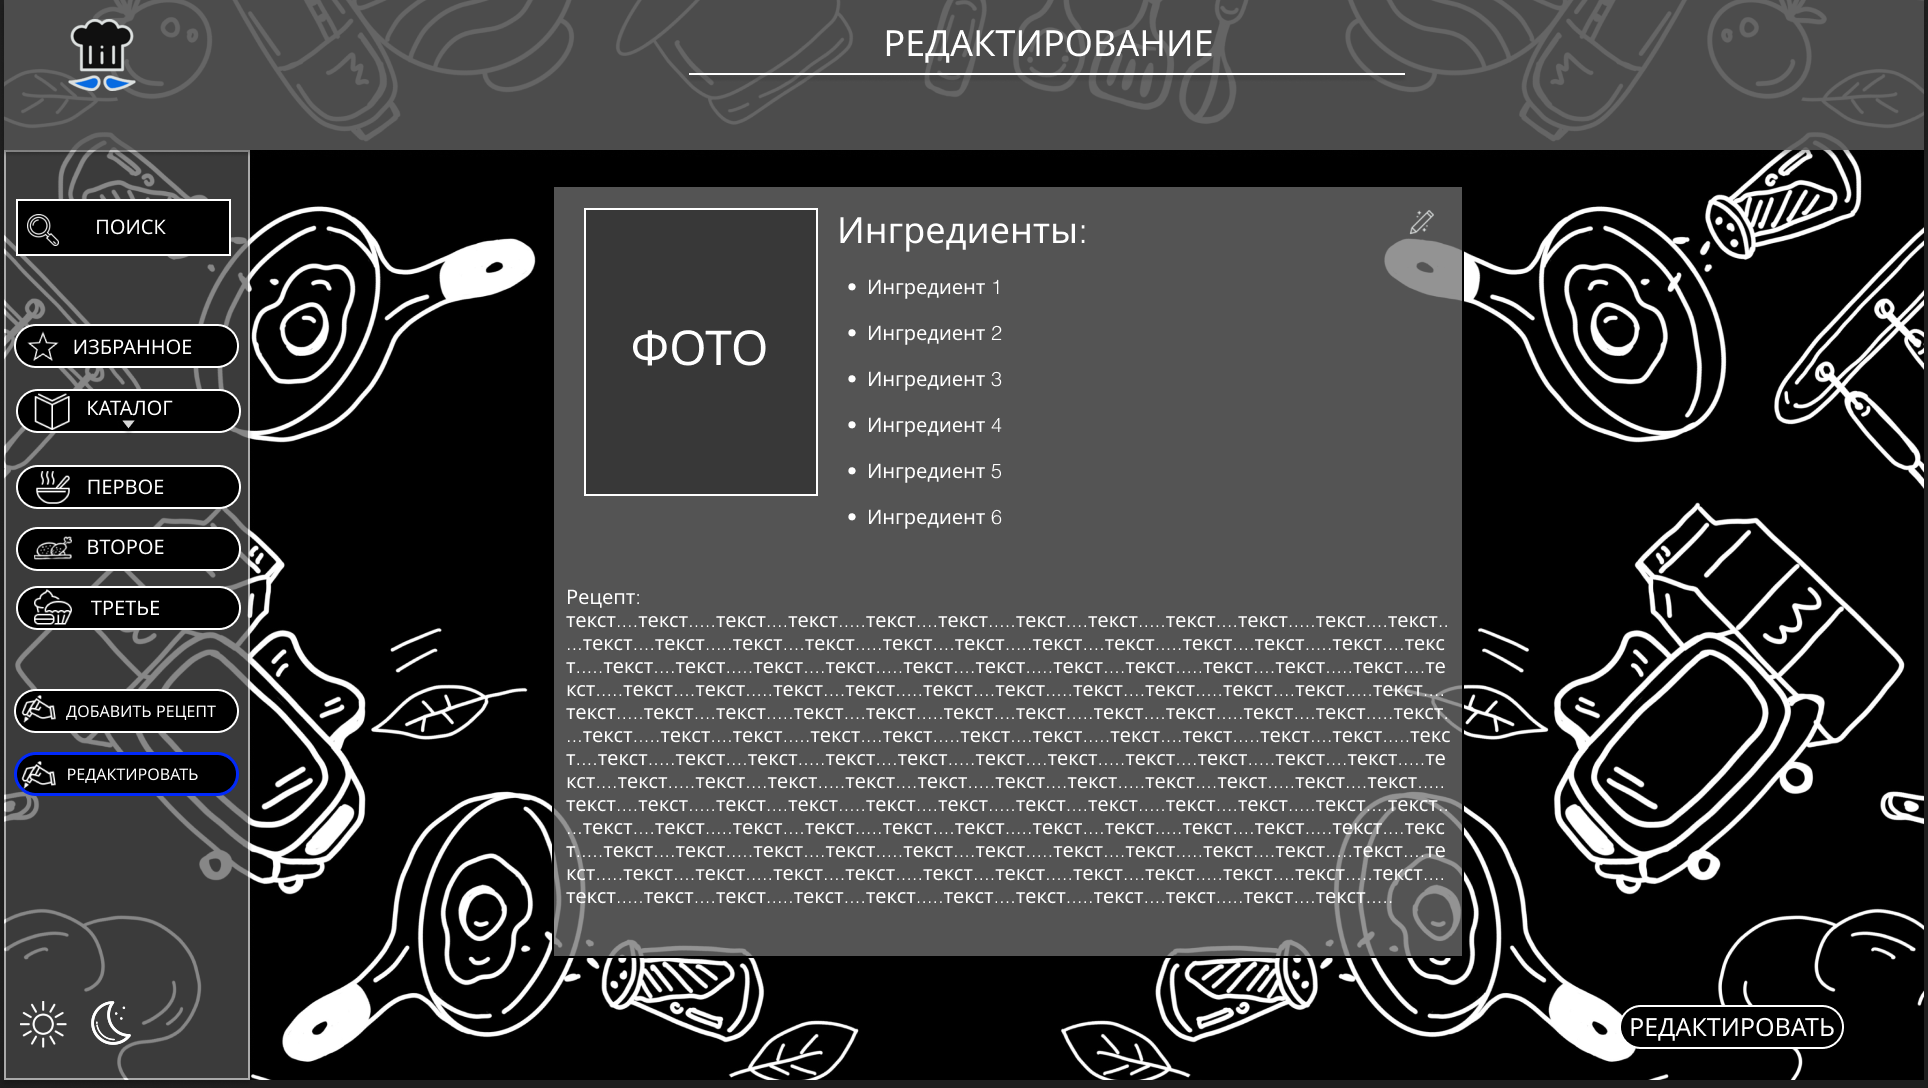 РЕДАКТИРОВАНИЕ
ПОИСК
ИЗБРАННОЕ
КАТАЛОГ
ПЕРВОЕ
ВТОРОЕ
ТРЕТЬЕ
ДОБАВИТЬ РЕЦЕПТ
РЕДАКТИРОВАТЬ
ФОТО
Ингредиенты:
• Ингредиент 1
• Ингредиент 2
• Ингредиент 3
• Ингредиент 4
• Ингредиент 5
• Ингредиент 6
Рецепт:
текст....текст.....текст....текст.....текст....текст.....текст....текст.....текст....текст.....текст....текст..
...текст....текст.....текст....текст.....текст....текст.....текст....текст.....текст....текст.....текст....текс
т.....текст....текст.....текст....текст.....текст....текст.....текст....текст.....текст....текст.....текст....те
кст.....текст....текст.....текст....текст.....текст....текст.....текст....текст.....текст....текст.....текст....
текст.....текст....текст.....текст....текст.....текст....текст.....текст....текст.....текст....текст.....текст.
...текст.....текст....текст.....текст....текст.....текст....текст.....текст....текст.....текст....текст.....текс
т....текст.....текст....текст.....текст....текст.....текст....текст.....текст....текст.....текст....текст.....те
кст....текст.....текст....текст.....текст....текст.....текст....текст.....текст....текст.....текст....текст.....
текст....текст.....текст....текст.....текст....текст.....текст....текст.....текст....текст.....текст....текст..
...текст....текст.....текст....текст.....текст....текст.....текст....текст.....текст....текст.....текст....текс
т.....текст....текст.....текст....текст.....текст....текст.....текст....текст.....текст....текст.....текст....те
кст.....текст....текст.....текст....текст.....текст....текст.....текст....текст.....текст....текст.....текст....
текст.....текст....текст.....текст....текст.....текст....текст.....текст....текст.....текст....текст.....
РЕДАКТИРОВАТЬ